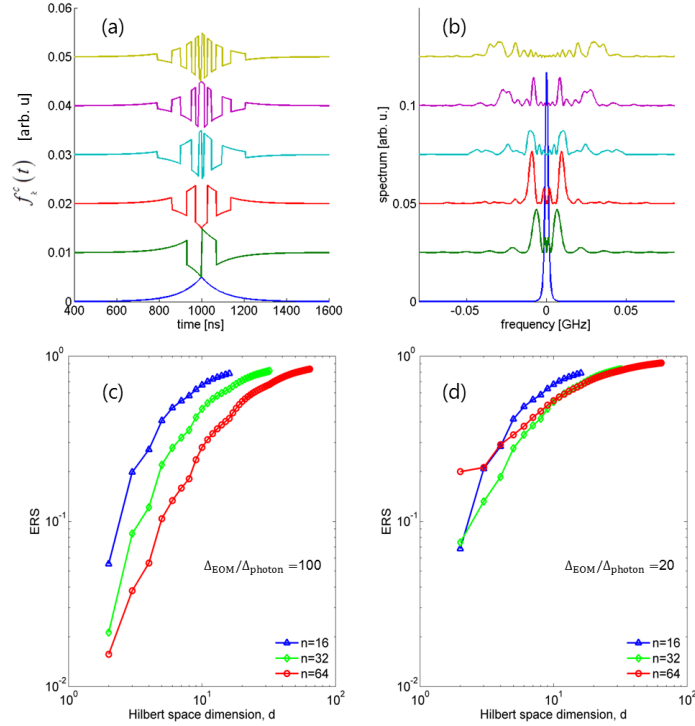 (a)
(b)
f_k^c(t) [arb. u]
0.05
0.04
0.03
0.02
0.01
0
400 600 800 1000 1200 1400 1600
time [ns]
spectrum [arb. u.]
0.1
0.05
0
-0.05 0 0.05
frequency [GHz]
(c)
ERS
10^0
10^-1
10^-2
Δ_EOM/Δ_photon =100
n=16
n=32
n=64
10^0 10^1 10^2
Hilbert space dimension, d
(d)
ERS
10^0
10^-1
10^-2
Δ_EOM/Δ_photon =20
n=16
n=32
n=64
10^0 10^1 10^2
Hilbert space dimension, d